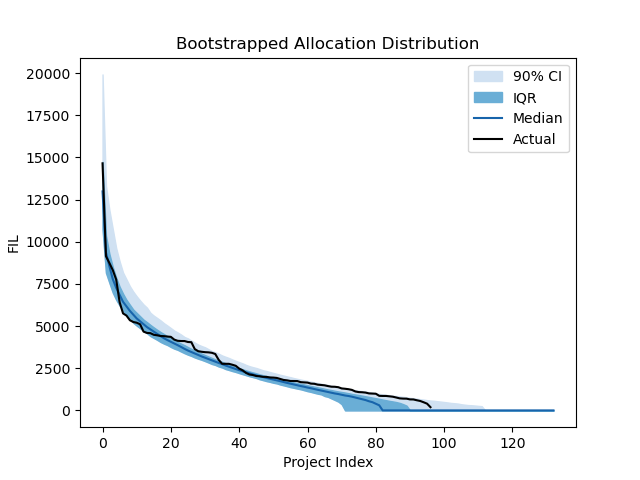 Bootstrapped Allocation Distribution
20000
17500
15000
12500
10000
7500
5000
2500
0
FIL
90% CI
IQR
Median
Actual
0 20 40 60 80 100 120
Project Index